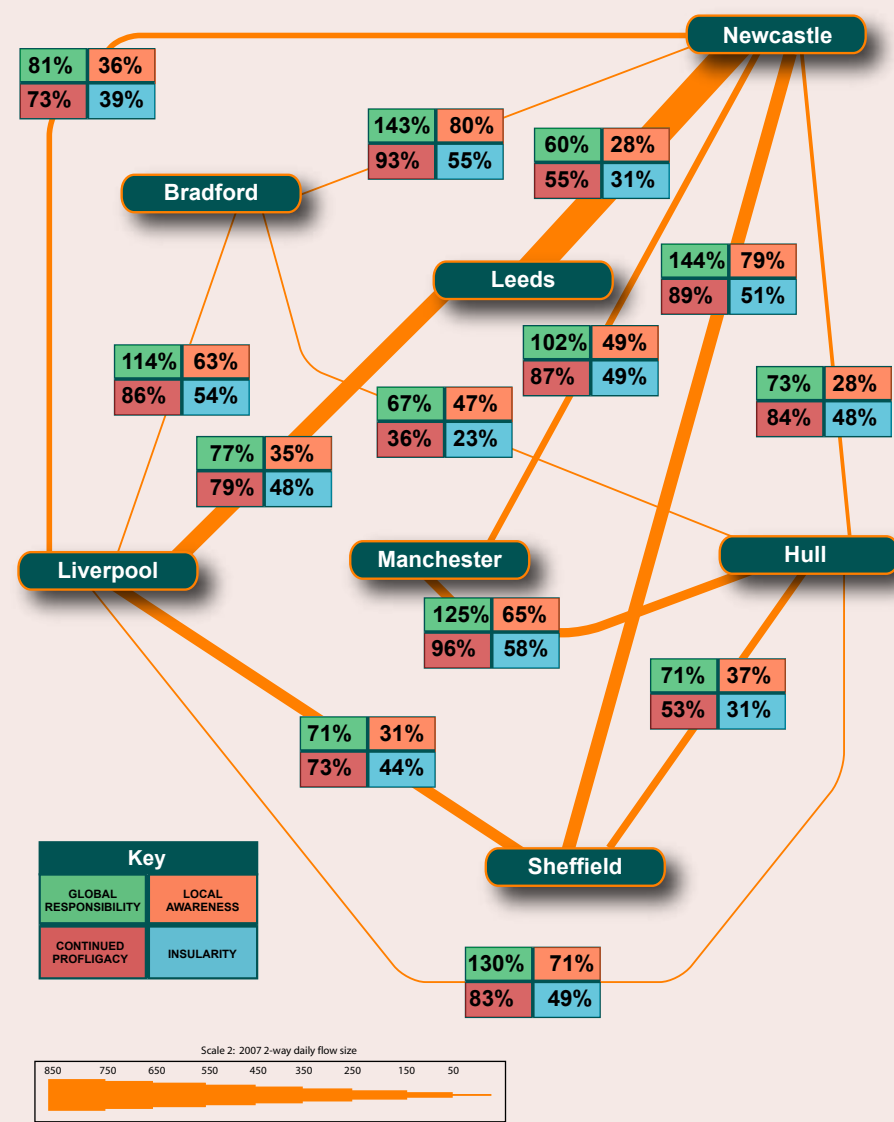 Newcastle
81% 36%
73% 39%
143% 80%
93% 55%
60% 28%
55% 31%
Bradford
144% 79%
89% 51%
Leeds
102% 49%
87% 49%
114% 63%
86% 54%
73% 28%
84% 48%
67% 47%
36% 23%
77% 35%
79% 48%
Liverpool
Manchester
Hull
125% 65%
96% 58%
71% 37%
53% 31%
71% 31%
73% 44%
Key
GLOBAL
RESPONSIBILITY
LOCAL
AWARENESS
CONTINUED
PROFLIGACY
INSULARITY
Sheffield
130% 71%
83% 49%
Scale 2: 2007 2-way daily flow size
850 750 650 550 450 350 250 150 50